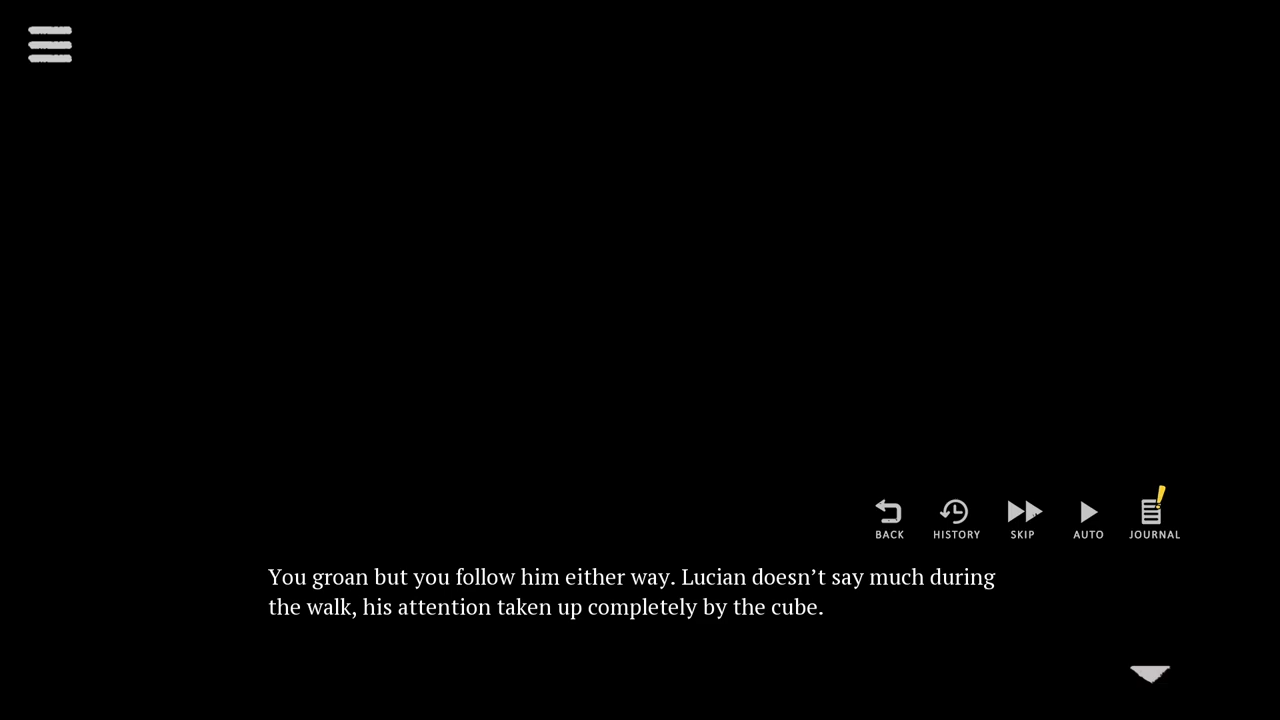 BACK HISTORY SKIP AUTO JOURNAL
You groan but you follow him either way. Lucian doesn’t say much during
the walk, his attention taken up completely by the cube.